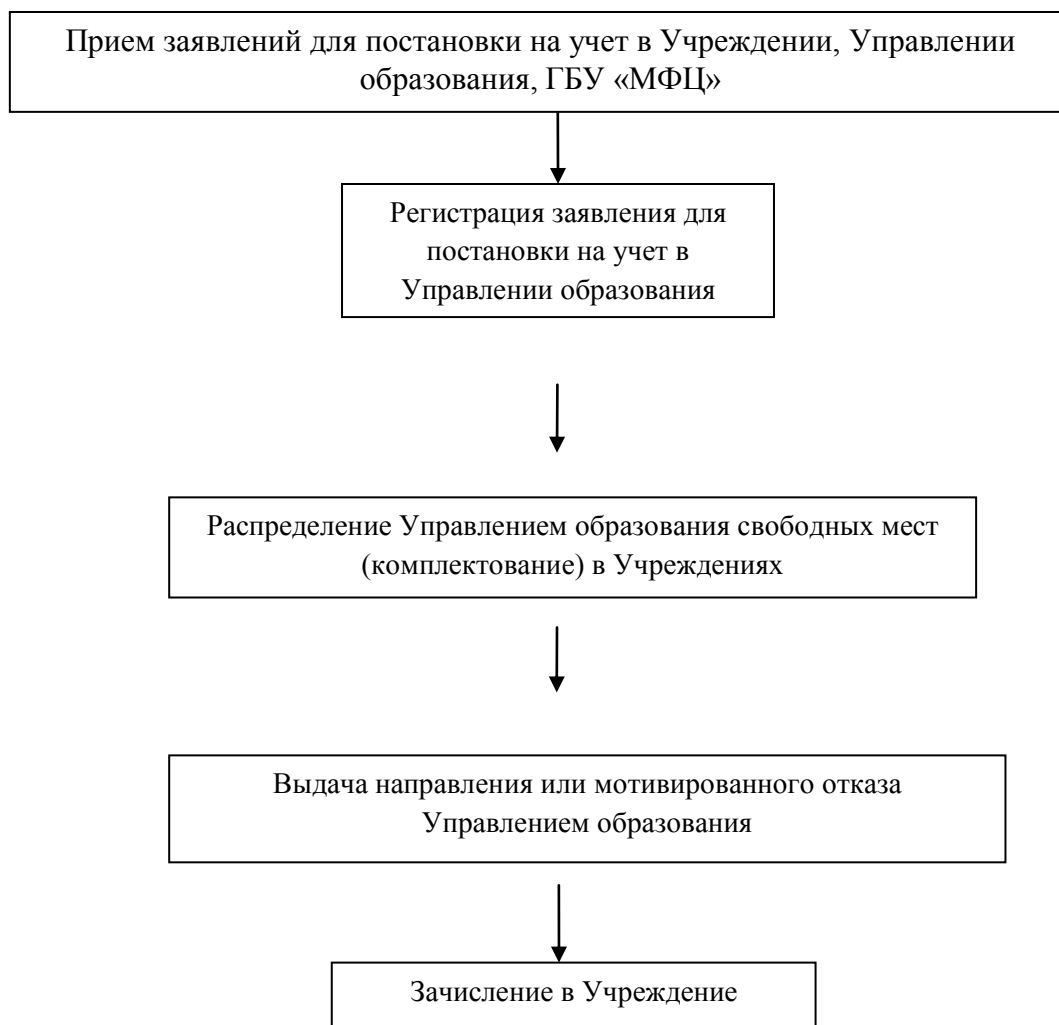 Прием заявлений для постановки на учет в Учреждении, Управлении
образования, ГБУ «МФЦ»
Регистрация заявления для
постановки на учет в
Управлении образования
Распределение Управлением образования свободных мест
(комплектование) в Учреждениях
Выдача направления или мотивированного отказа
Управлением образования
Зачисление в Учреждение